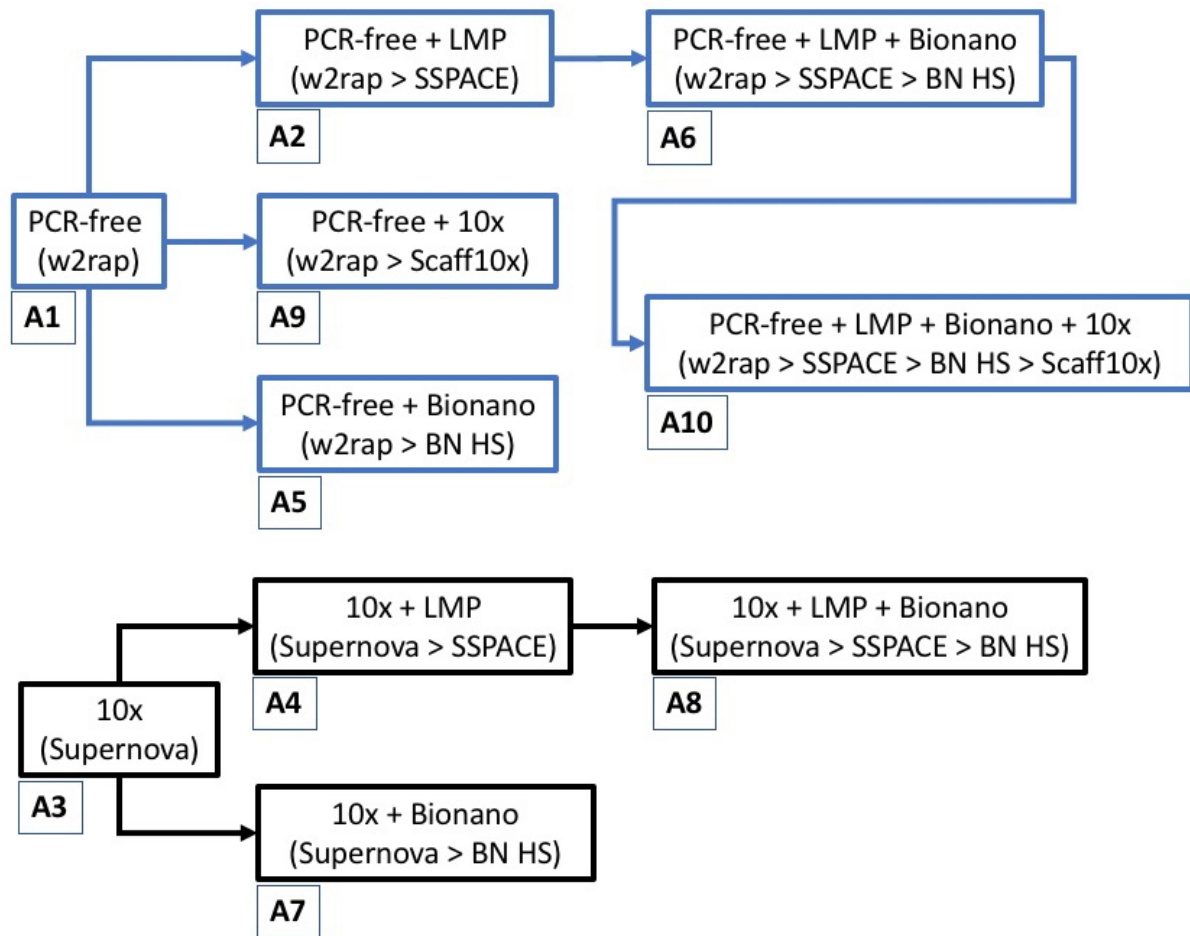 PCR-free + LMP
(w2rap > SSPACE)
A2
PCR-free + LMP + Bionano
(w2rap > SSPACE > BN HS)
A6
PCR-free
(w2rap)
A1
PCR-free + 10x
(w2rap > Scaff10x)
A9
PCR-free + LMP + Bionano + 10x
(w2rap > SSPACE > BN HS > Scaff10x)
A10
PCR-free + Bionano
(w2rap > BN HS)
A5
10x + LMP
(Supernova > SSPACE)
A4
10x + LMP + Bionano
(Supernova > SSPACE > BN HS)
A8
10x
(Supernova)
A3
10x + Bionano
(Supernova > BN HS)
A7